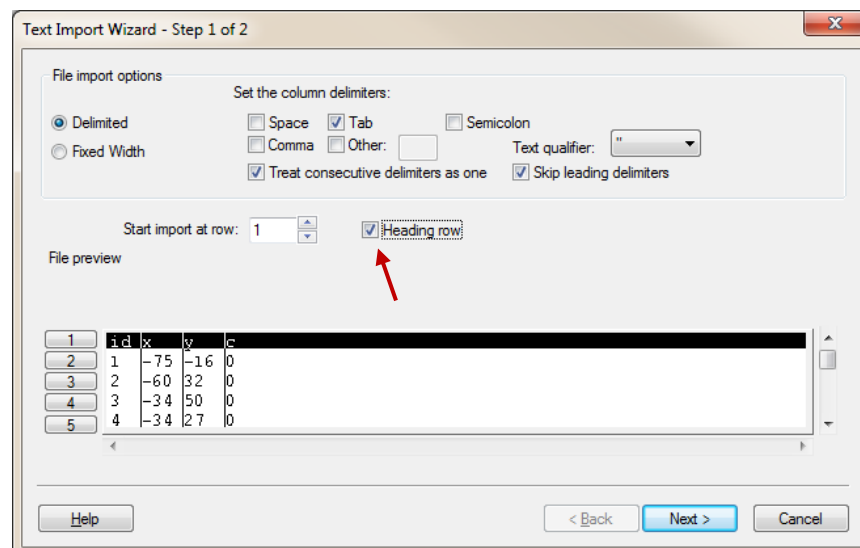 Text Import Wizard - Step 1 of 2
File import options
Set the column delimiters:
Delimited
Space Tab Semicolon
Fixed Width
Comma Other: Text qualifier: "
Treat consecutive delimiters as one Skip leading delimiters
Start import at row: 1 Heading row
File preview
1 id x y c
2 1 -75 -16 0
3 2 -60 32 0
4 3 -34 50 0
5 4 -34 27 0
Help < Back Next > Cancel